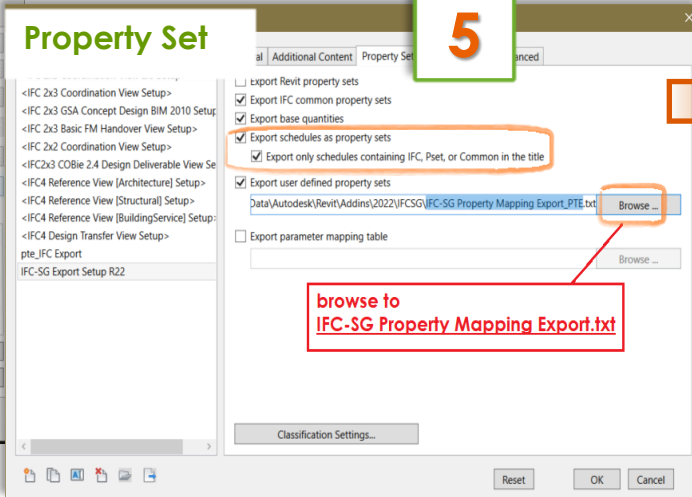 Property Set
5
al
Additional Content
Property Set
anced
<IFC 2x3 Coordination View Setup>
<IFC 2x3 GSA Concept Design BIM 2010 Setup
<IFC 2x3 Basic FM Handover View Setup>
<IFC 2x2 Coordination View Setup>
<IFC2x3 COBie 2.4 Design Deliverable View Se
<IFC4 Reference View [Architecture] Setup>
<IFC4 Reference View [Structural] Setup>
<IFC4 Reference View [BuildingService] Setup>
<IFC4 Design Transfer View Setup>
pte_IFC Export
IFC-SG Export Setup R22
Export Revit property sets
Export IFC common property sets
Export base quantities
Export schedules as property sets
Export only schedules containing IFC, Pset, or Common in the title
Export user defined property sets
Data\Autodesk\Revit\Addins\2022\IFCSG\IFC-SG Property Mapping Export_PTE.txt
Browse ...
Export parameter mapping table
Browse ...
browse to
IFC-SG Property Mapping Export.txt
Classification Settings...
Reset
OK
Cancel